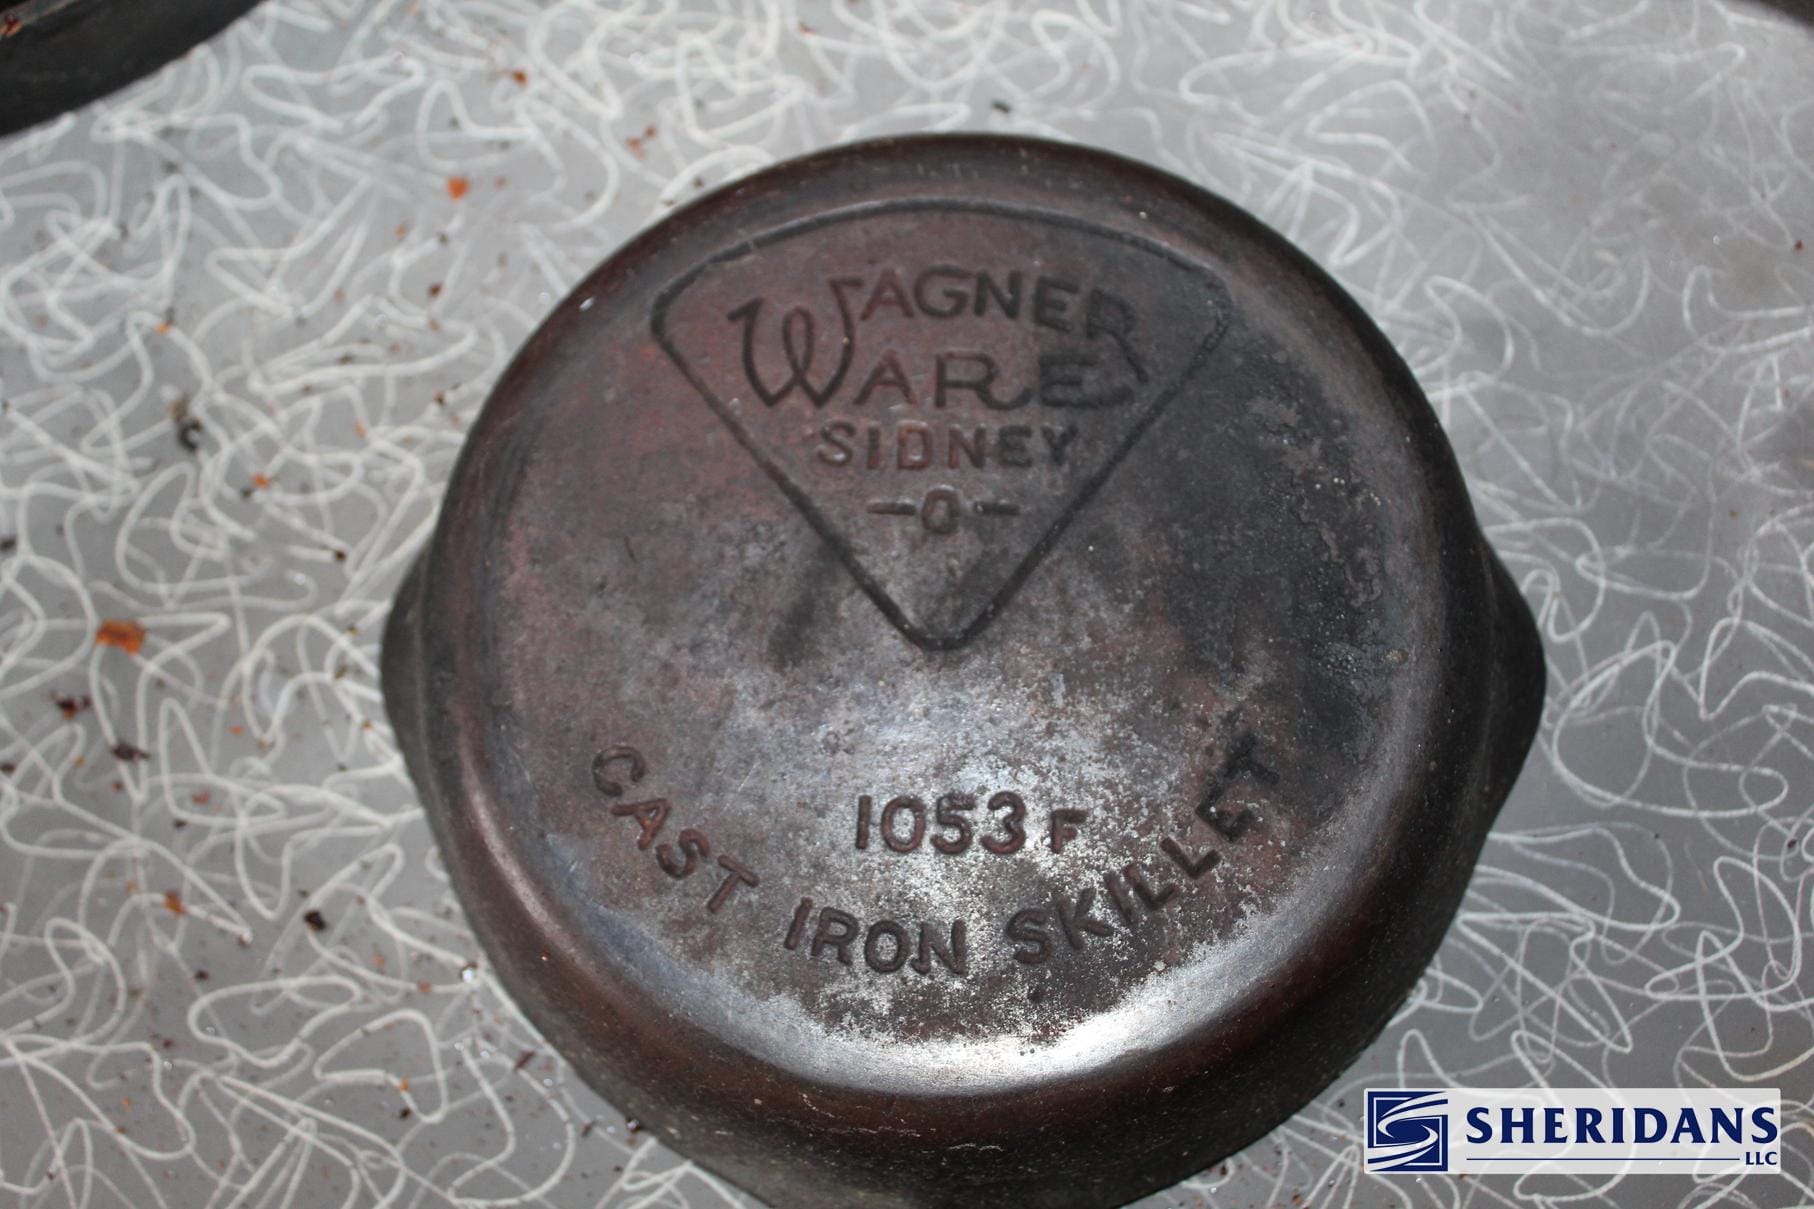 WAGNER
WARE
SIDNEY
-O-
1053 F
CAST IRON SKILLET
SHERIDANS
LLC